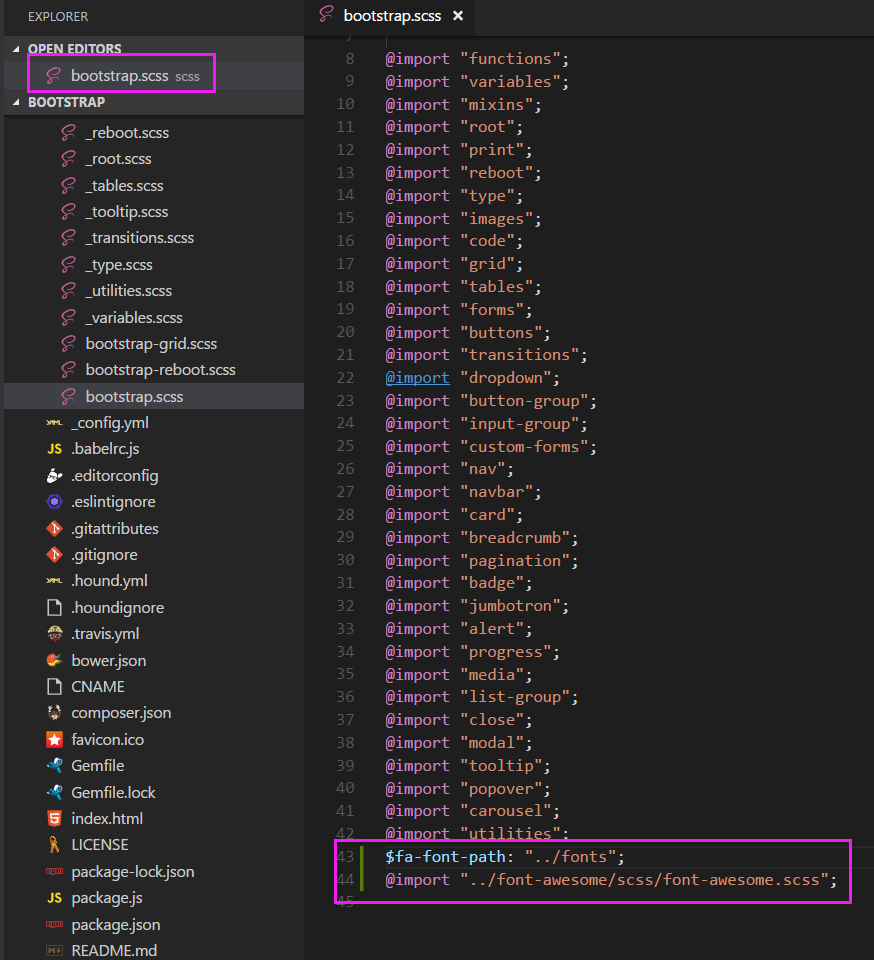 EXPLORER
OPEN EDITORS
bootstrap.scss scss
BOOTSTRAP
_reboot.scss
_root.scss
_tables.scss
_tooltip.scss
_transitions.scss
_type.scss
_utilities.scss
_variables.scss
bootstrap-grid.scss
bootstrap-reboot.scss
bootstrap.scss
_config.yml
JS .babelrc.js
.editorconfig
.eslintignore
.gitattributes
.gitignore
.hound.yml
.houndignore
.travis.yml
bower.json
CNAME
composer.json
favicon.ico
Gemfile
Gemfile.lock
index.html
LICENSE
package-lock.json
JS package.js
package.json
README.md
bootstrap.scss
7
8 @import "functions";
9 @import "variables";
10 @import "mixins";
11 @import "root";
12 @import "print";
13 @import "reboot";
14 @import "type";
15 @import "images";
16 @import "code";
17 @import "grid";
18 @import "tables";
19 @import "forms";
20 @import "buttons";
21 @import "transitions";
22 @import "dropdown";
23 @import "button-group";
24 @import "input-group";
25 @import "custom-forms";
26 @import "nav";
27 @import "navbar";
28 @import "card";
29 @import "breadcrumb";
30 @import "pagination";
31 @import "badge";
32 @import "jumbotron";
33 @import "alert";
34 @import "progress";
35 @import "media";
36 @import "list-group";
37 @import "close";
38 @import "modal";
39 @import "tooltip";
40 @import "popover";
41 @import "carousel";
42 @import "utilities";
43 $fa-font-path: "../fonts";
44 @import "../font-awesome/scss/font-awesome.scss";
45